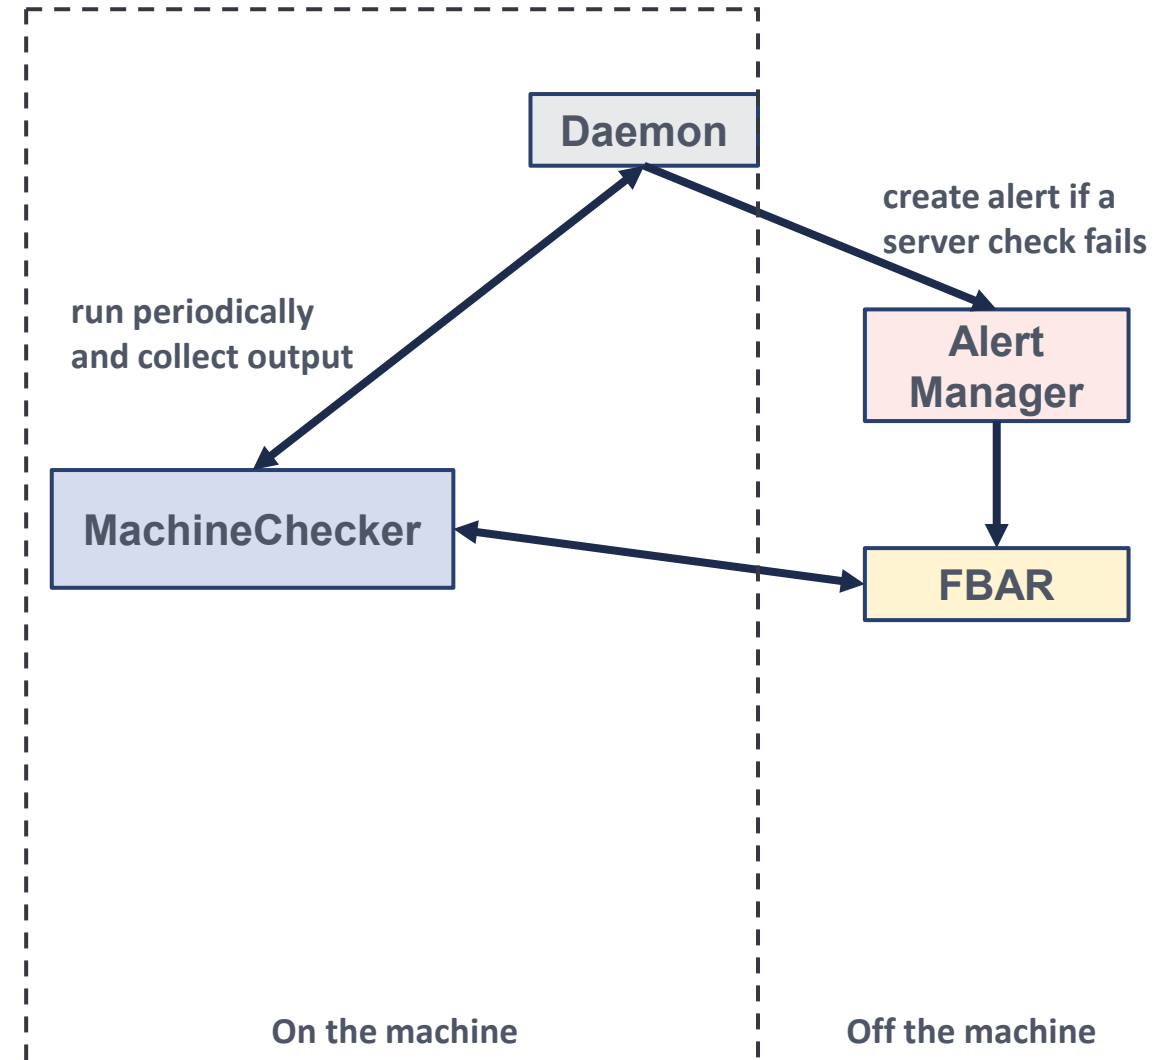 Daemon
create alert if a
server check fails
run periodically
and collect output
Alert
Manager
MachineChecker
FBAR
On the machine
Off the machine